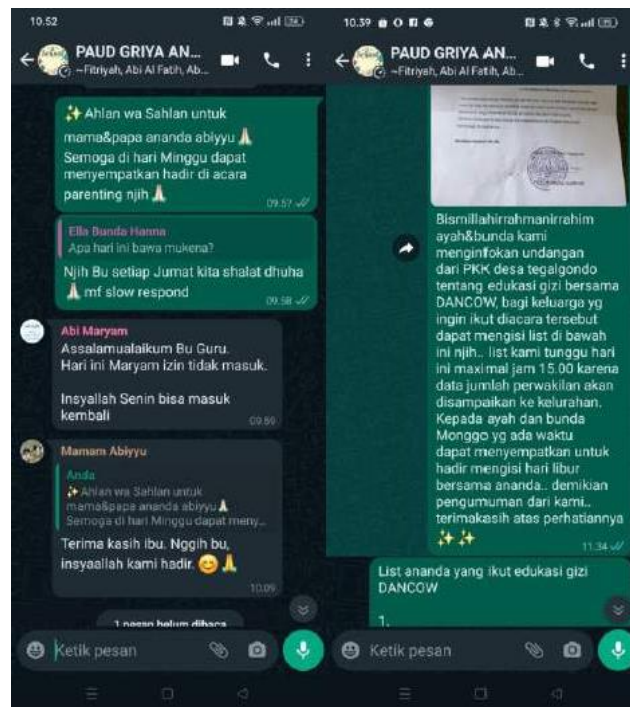 10.52
PAUD GRIYA AN...
~Fitriyah, Abi Al Fatih, Ab...
✨ Ahlan wa Sahlan untuk
mama&papa ananda abiyyu 🙏
Semoga di hari Minggu dapat
menyempatkan hadir di acara
parenting njih 🙏
09.57
Ella Bunda Hanna
Apa hari ini bawa mukena?
Njih Bu setiap Jumat kita shalat dhuha
🙏 mf slow respond
09.58
Abi Maryam
Assalamualaikum Bu Guru.
Hari ini Maryam izin tidak masuk.
Insyallah Senin bisa masuk
kembali
09.59
Mamam Abiyyu
Anda
✨ Ahlan wa Sahlan untuk
mama&papa ananda abiyyu 🙏
Semoga di hari Minggu dapat meny...
Terima kasih ibu. Nggih bu,
insyaallah kami hadir. 😊🙏
10.09
1 pesan belum dibaca
Ketik pesan
10.39
PAUD GRIYA AN...
~Fitriyah, Abi Al Fatih, Ab...
Bismillahirrahmanirrahim
ayah&bunda kami
menginfokan undangan
dari PKK desa tegalgondo
tentang edukasi gizi bersama
DANCOW, bagi keluarga yg
ingin ikut diacara tersebut
dapat mengisi list di bawah
ini njih.. list kami tunggu hari
ini maximal jam 15.00 karena
data jumlah perwakilan akan
disampaikan ke kelurahan.
Kepada ayah dan bunda
Monggo yg ada waktu
dapat menyempatkan untuk
hadir mengisi hari libur
bersama ananda.. demikian
pengumuman dari kami..
terimakasih atas perhatiannya
✨✨
11.34
List ananda yang ikut edukasi gizi
DANCOW
1.
Ketik pesan